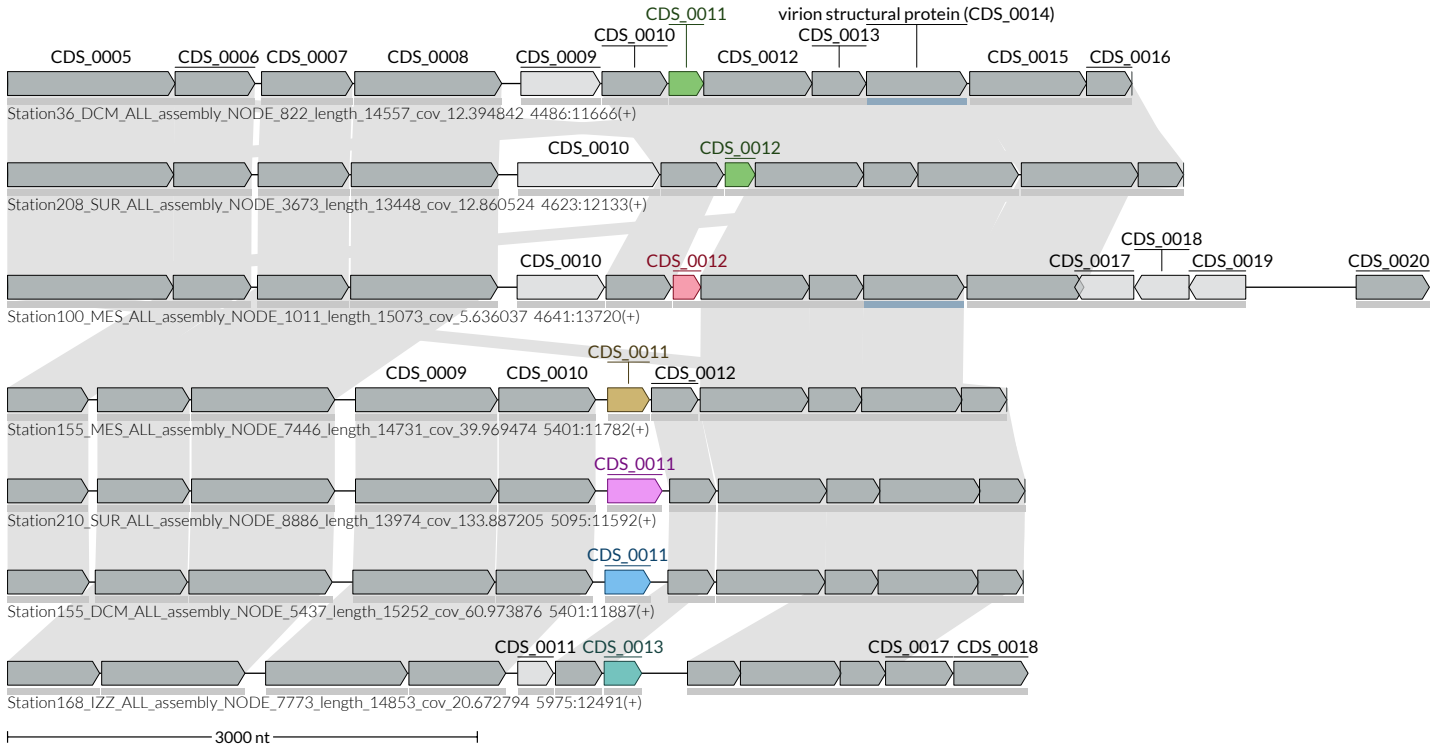 CDS_0011 virion structural protein (CDS_0014)
CDS_0010 CDS_0013
CDS_0005 CDS_0006 CDS_0007 CDS_0008 CDS_0009 CDS_0012 CDS_0015 CDS_0016
Station36_DCM_ALL_assembly_NODE_822_length_14557_cov_12.394842 4486:11666(+)
CDS_0010 CDS_0012
Station208_SUR_ALL_assembly_NODE_3673_length_13448_cov_12.860524 4623:12133(+)
CDS_0018
CDS_0010 CDS_0012 CDS_0017 CDS_0019 CDS_0020
Station100_MES_ALL_assembly_NODE_1011_length_15073_cov_5.636037 4641:13720(+)
CDS_0011
CDS_0009 CDS_0010 CDS_0012
Station155_MES_ALL_assembly_NODE_7446_length_14731_cov_39.969474 5401:11782(+)
CDS_0011
Station210_SUR_ALL_assembly_NODE_8886_length_13974_cov_133.887205 5095:11592(+)
CDS_0011
Station155_DCM_ALL_assembly_NODE_5437_length_15252_cov_60.973876 5401:11887(+)
CDS_0011 CDS_0013 CDS_0017 CDS_0018
Station168_IZZ_ALL_assembly_NODE_7773_length_14853_cov_20.672794 5975:12491(+)
3000 nt